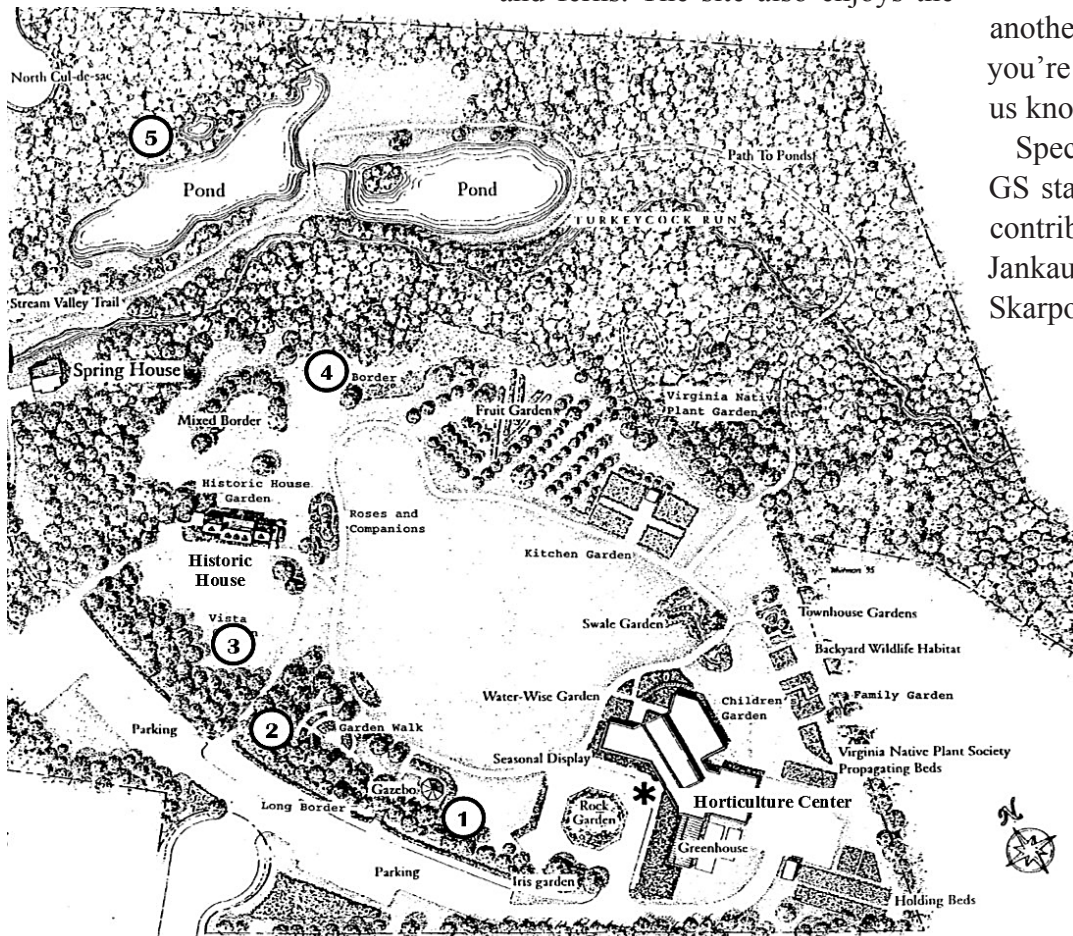 and ferns. The site also enjoys the
another
you’re
us know
Spec
GS sta
contrib
Jankau
Skarpo
North Cul-de-sac
5
Pond
Pond
Path To Ponds
TURKEYCOCK RUN
Stream Valley Trail
Spring House
4
Border
Mixed Border
Fruit Garden
Virginia Nativ
Plant Garden
Historic House
Garden
Roses and
Companions
Historic
House
Kitchen Garden
Vista
3
Swale Garden
Townhouse Gardens
Backyard Wildlife Habitat
Water-Wise Garden
Children
Garden
Family Garden
Parking
2
Garden Walk
Seasonal Display
Virginia Native Plant Society
Propagating Beds
Gazebo
*
Horticulture Center
Long Border
1
Rock
Garden
Greenhouse
N
Parking
Iris garden
Holding Beds